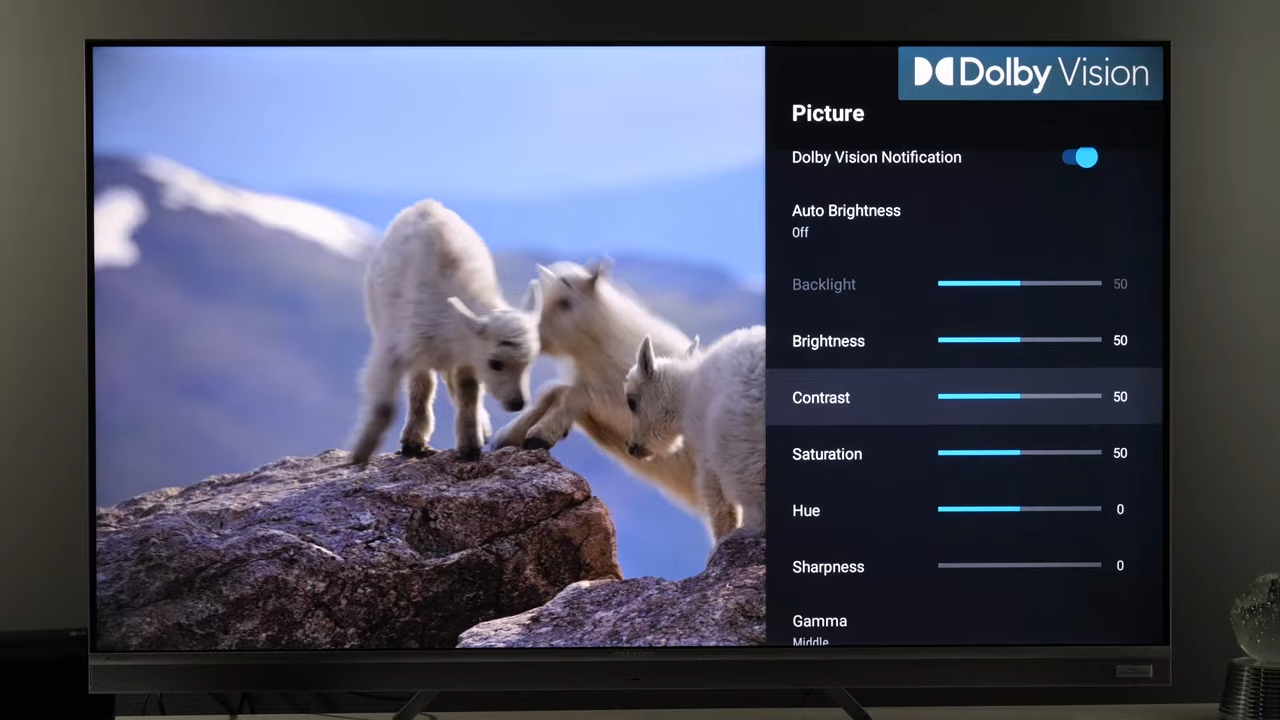 Dolby Vision
Picture
Dolby Vision Notification
Auto Brightness
Off
Backlight 50
Brightness 50
Contrast 50
Saturation 50
Hue 0
Sharpness 0
Gamma
Middle